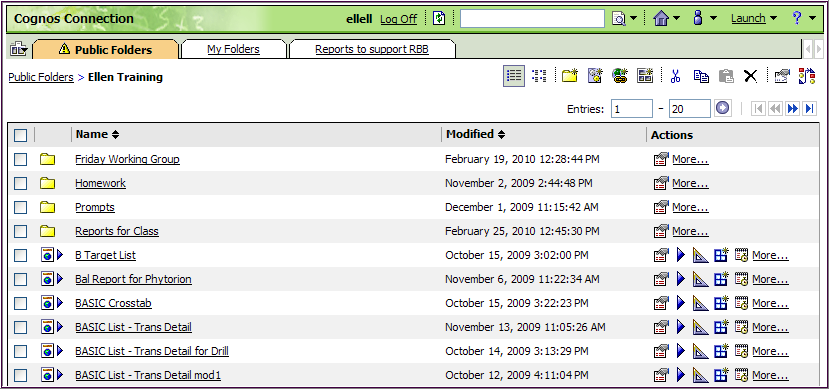 Cognos Connection ellell Log Off Launch ?
Public Folders My Folders Reports to support RBB
Public Folders > Ellen Training
Entries: 1 - 20
Name Modified Actions
Friday Working Group February 19, 2010 12:28:44 PM More...
Homework November 2, 2009 2:44:48 PM More...
Prompts December 1, 2009 11:15:42 AM More...
Reports for Class February 25, 2010 12:45:30 PM More...
B Target List October 15, 2009 3:02:00 PM More...
Bal Report for Phytorion November 6, 2009 11:22:34 AM More...
BASIC Crosstab October 15, 2009 3:22:23 PM More...
BASIC List - Trans Detail November 13, 2009 11:05:26 AM More...
BASIC List - Trans Detail for Drill October 14, 2009 3:13:29 PM More...
BASIC List - Trans Detail mod1 October 12, 2009 4:11:04 PM More...